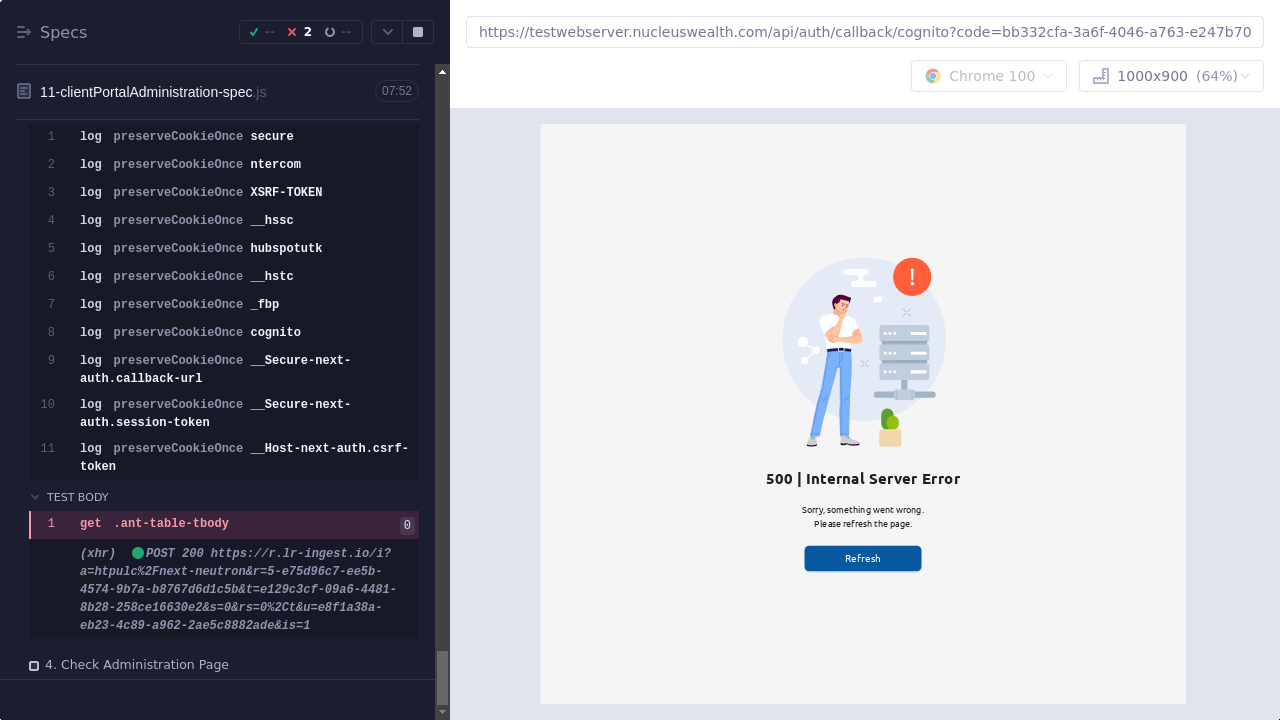 Specs
-- 2 --
11-clientPortalAdministration-spec.js 07:52
1 log preserveCookieOnce secure
2 log preserveCookieOnce ntercom
3 log preserveCookieOnce XSRF-TOKEN
4 log preserveCookieOnce __hssc
5 log preserveCookieOnce hubspotutk
6 log preserveCookieOnce __hstc
7 log preserveCookieOnce _fbp
8 log preserveCookieOnce cognito
9 log preserveCookieOnce __Secure-next-
auth.callback-url
10 log preserveCookieOnce __Secure-next-
auth.session-token
11 log preserveCookieOnce __Host-next-auth.csrf-
token
TEST BODY
1 get .ant-table-tbody 0
(xhr) POST 200 https://r.lr-ingest.io/i?
a=htpulc%2Ftest-neutron&r=5-e75d96c7-ee5b-
4574-9b7a-b8767d6d1c5b&t=e129c3cf-09a6-4481-
8b28-258ce16630e2&s=0&rs=0%2Ct&u=e8f1a38a-
eb23-4c89-a962-2ae5c8882ade&is=1
4. Check Administration Page
https://testwebserver.nucleuswealth.com/api/auth/callback/cognito?code=bb332cfa-3a6f-4046-a763-e247b70
Chrome 100
1000x900 (64%)
500 | Internal Server Error
Sorry, something went wrong.
Please refresh the page.
Refresh